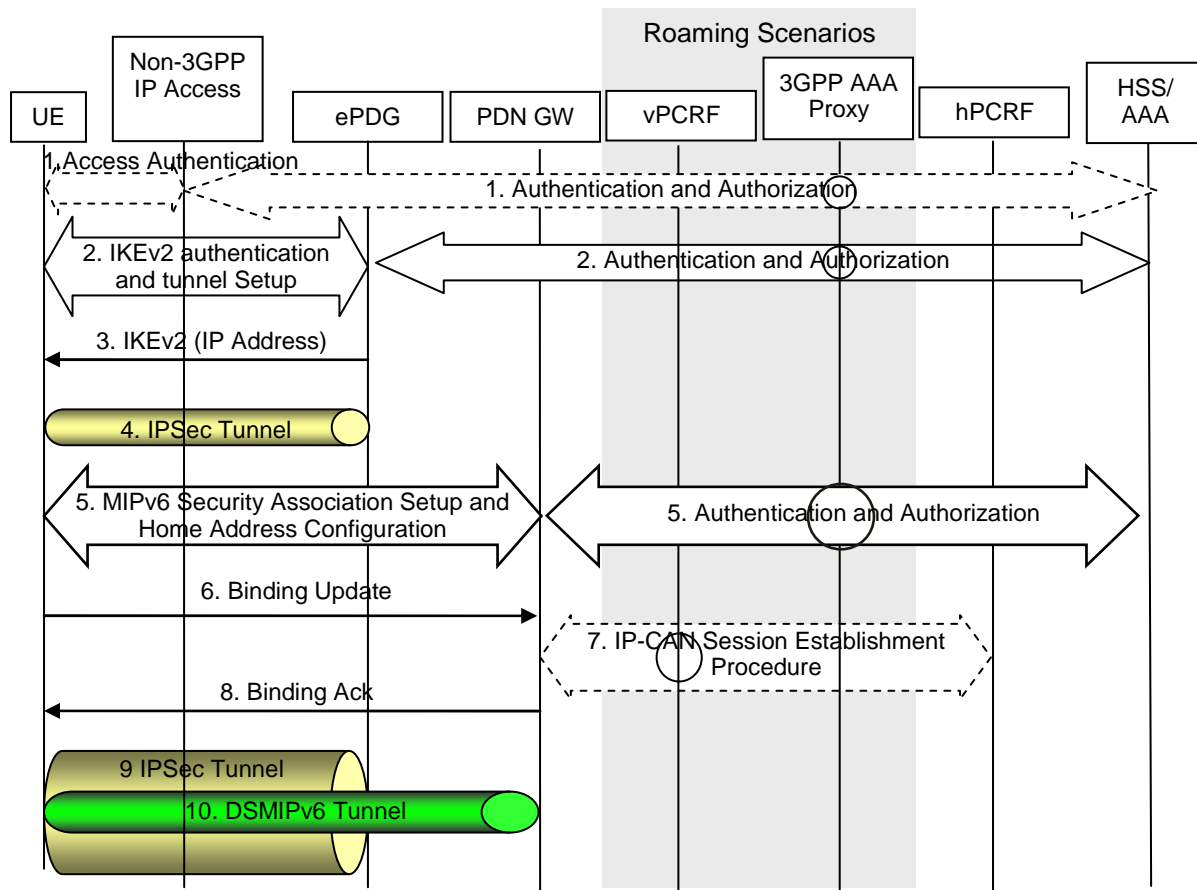 Roaming Scenarios
UE
Non-3GPP
IP Access
ePDG
PDN GW
vPCRF
3GPP AAA
Proxy
hPCRF
HSS/
AAA
1.Access Authentication
1. Authentication and Authorization
2. IKEv2 authentication
and tunnel Setup
2. Authentication and Authorization
3. IKEv2 (IP Address)
4. IPSec Tunnel
5. MIPv6 Security Association Setup and
Home Address Configuration
5. Authentication and Authorization
6. Binding Update
7. IP-CAN Session Establishment
Procedure
8. Binding Ack
9 IPSec Tunnel
10. DSMIPv6 Tunnel